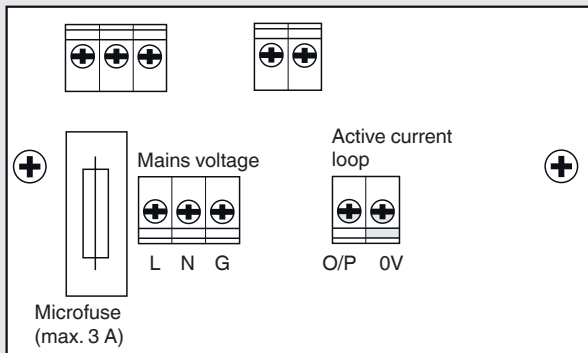 Mains voltage
Active current
loop
L N G
O/P 0V
Microfuse
(max. 3 A)